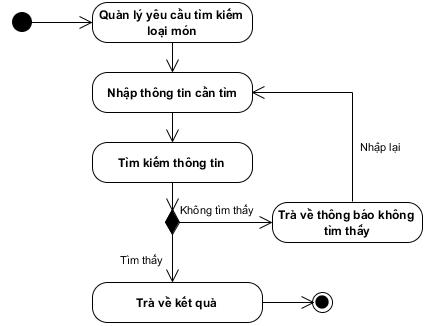 Quản lý yêu cầu tìm kiếm
loại món
Nhập thông tin cần tìm
Nhập lại
Tìm kiếm thông tin
Không tìm thấy
Trả về thông báo không
tìm thấy
Tìm thấy
Trả về kết quả